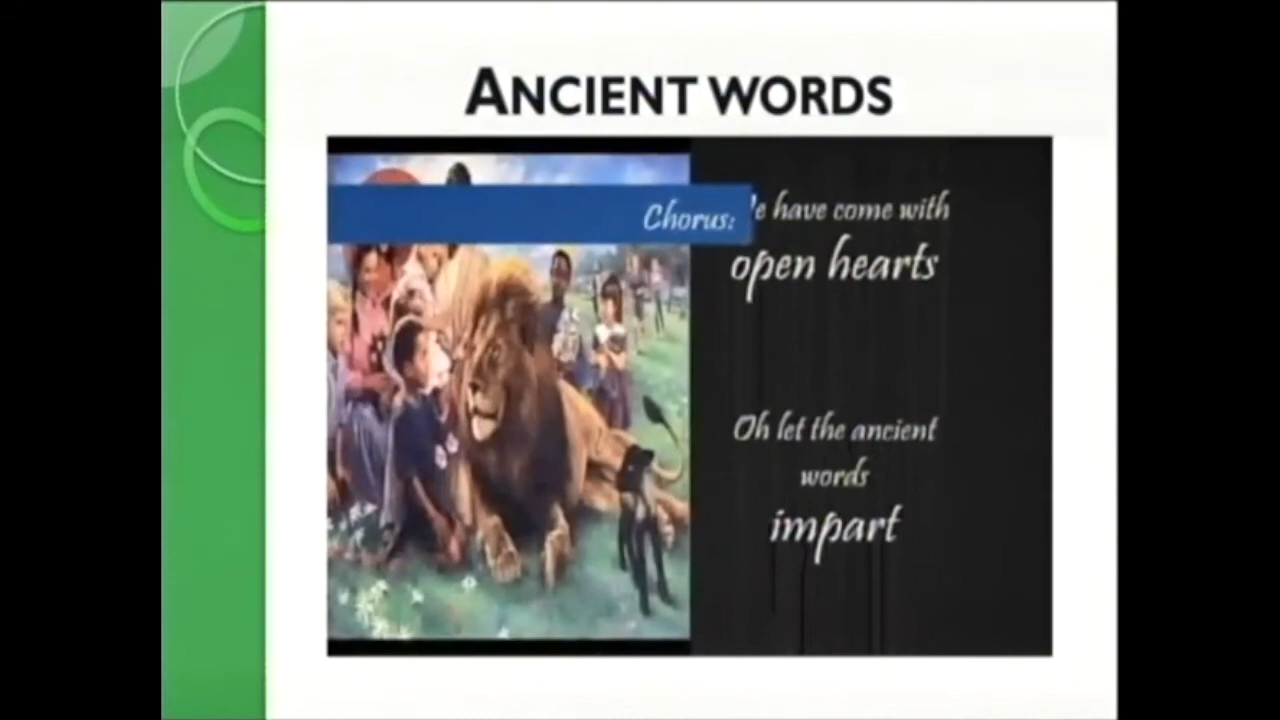 ANCIENT WORDS
Chorus:
have come with
open hearts
Oh let the ancient
words
impart